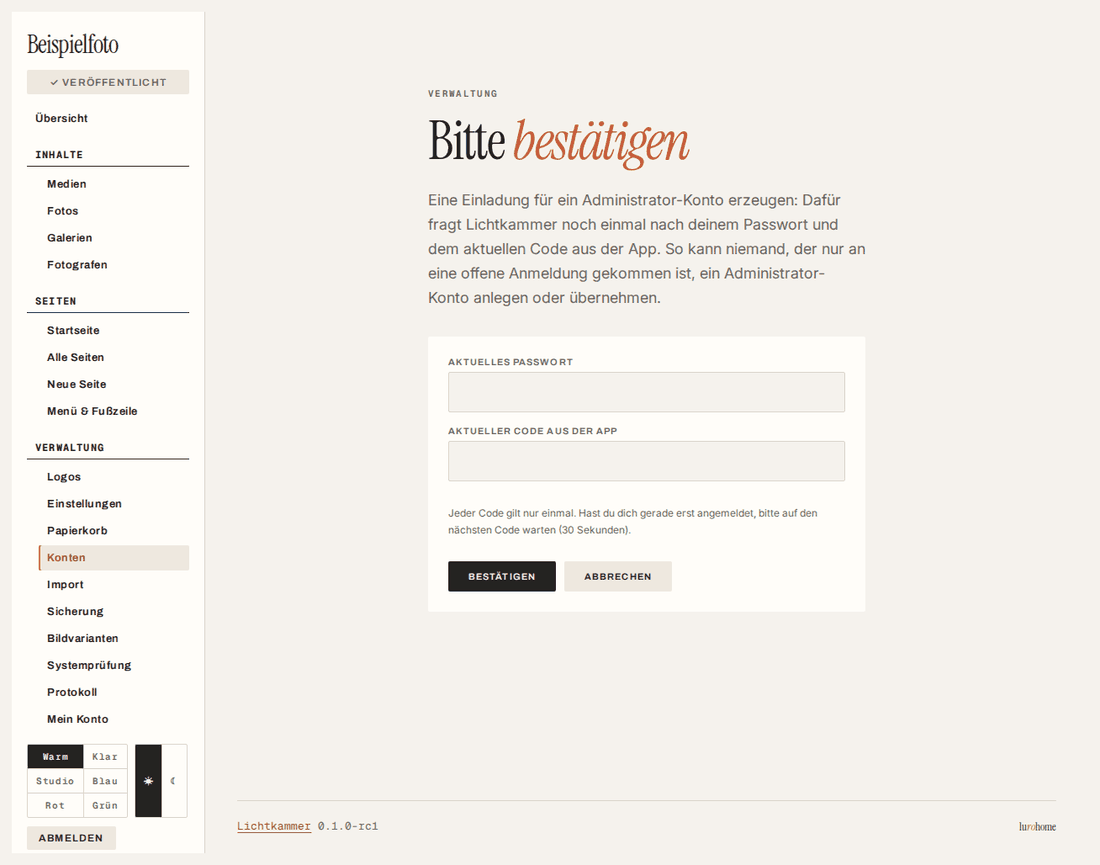 Beispielfoto
✓ VERÖFFENTLICHT
Übersicht
INHALTE
Medien
Fotos
Galerien
Fotografen
SEITEN
Startseite
Alle Seiten
Neue Seite
Menü & Fußzeile
VERWALTUNG
Logos
Einstellungen
Papierkorb
Konten
Import
Sicherung
Bildvarianten
Systemprüfung
Protokoll
Mein Konto
Warm Klar
Studio Blau
Rot Grün
ABMELDEN
VERWALTUNG
Bitte bestätigen
Eine Einladung für ein Administrator-Konto erzeugen: Dafür
fragt Lichtkammer noch einmal nach deinem Passwort und
dem aktuellen Code aus der App. So kann niemand, der nur an
eine offene Anmeldung gekommen ist, ein Administrator-
Konto anlegen oder übernehmen.
AKTUELLES PASSWORT
AKTUELLER CODE AUS DER APP
Jeder Code gilt nur einmal. Hast du dich gerade erst angemeldet, bitte auf den
nächsten Code warten (30 Sekunden).
BESTÄTIGEN ABBRECHEN
Lichtkammer 0.1.0-rc1
lurohome